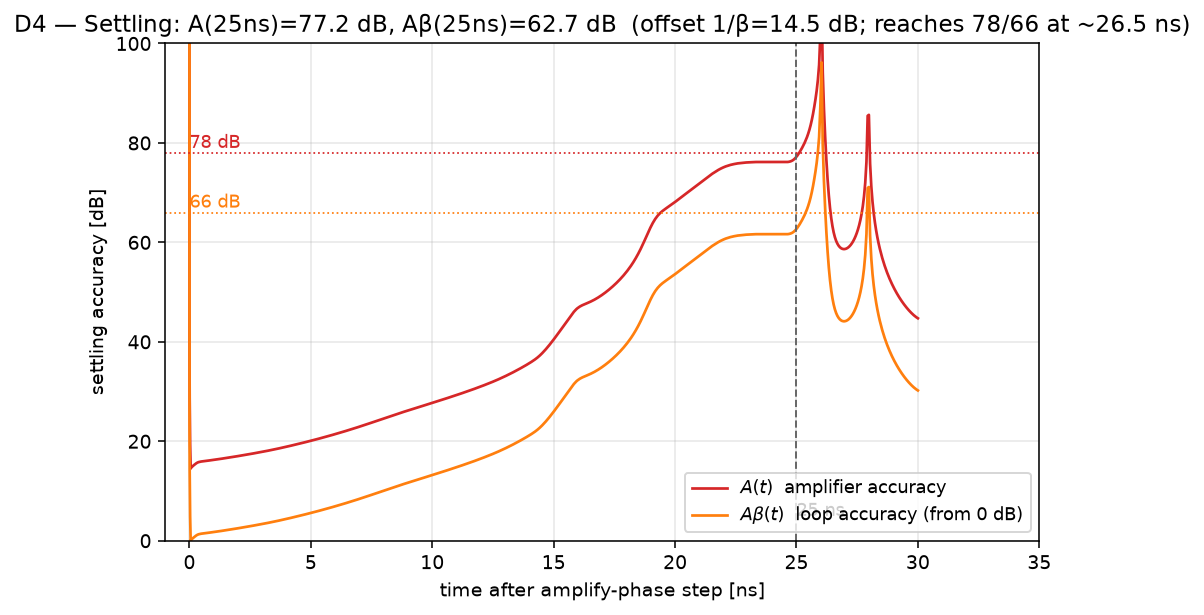 D4 — Settling: A(25ns)=77.2 dB, Aβ(25ns)=62.7 dB  (offset 1/β=14.5 dB; reaches 78/66 at ~26.5 ns)
100
80
60
40
20
0
settling accuracy [dB]
78 dB
66 dB
A(t)  amplifier accuracy
Aβ(t)  loop accuracy (from 0 dB)
25 ns
0
5
10
15
20
25
30
35
time after amplify-phase step [ns]